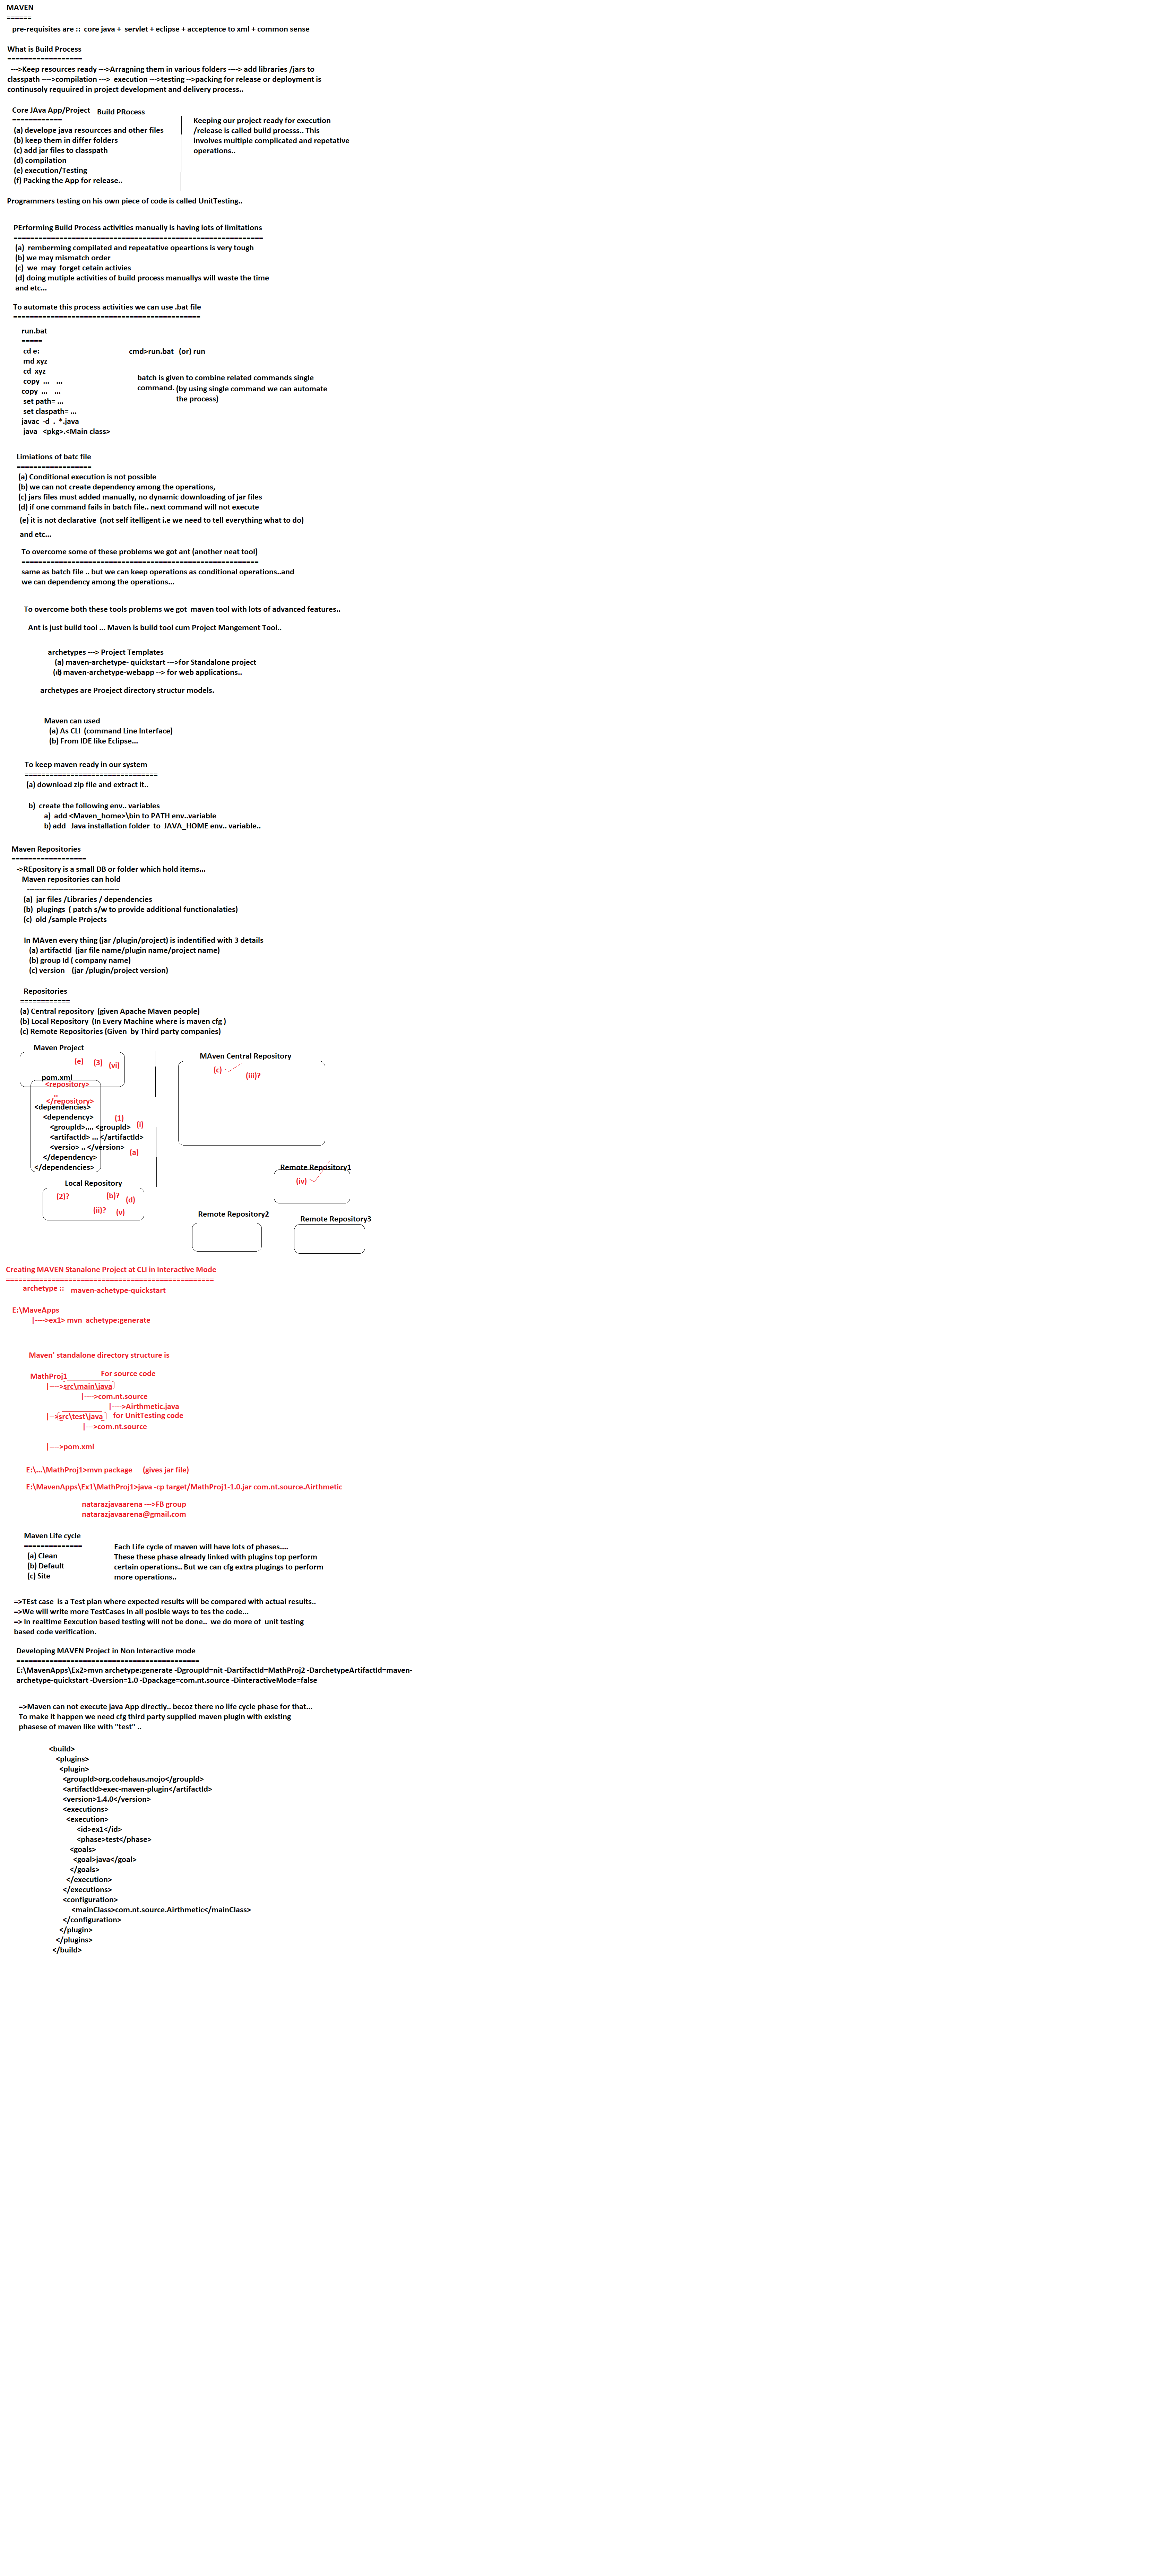 MAVEN
======
pre-requisites are :: core java + servlet + eclipse + acceptence to xml + common sense
What is Build Process
==================
--->Keep resources ready --->Arragning them in various folders ----> add libraries /jars to
classpath ---->compilation ---> execution --->testing -->packing for release or deployment is
continusoly requuired in project development and delivery process..
Core JAva App/Project Build PRocess
============
(a) develope java resourcces and other files
(b) keep them in differ folders
(c) add jar files to classpath
(d) compilation
(e) execution/Testing
(f) Packing the App for release..
Keeping our project ready for execution
/release is called build proesss.. This
involves multiple complicated and repetative
operations..
Programmers testing on his own piece of code is called UnitTesting..
PErforming Build Process activities manually is having lots of limitations
============================================================
(a) remberming compilated and repeatative opeartions is very tough
(b) we may mismatch order
(c) we may forget cetain activies
(d) doing mutiple activities of build process manuallys will waste the time
and etc...
To automate this process activities we can use .bat file
=============================================
run.bat
=====
cd e:
md xyz
cd xyz
copy ... ...
copy ... ...
set path= ...
set claspath= ...
javac -d . *.java
java <pkg>.<Main class>
cmd>run.bat (or) run
batch is given to combine related commands single
command. (by using single command we can automate
the process)
Limiations of batc file
==================
(a) Conditional execution is not possible
(b) we can not create dependency among the operations,
(c) jars files must added manually, no dynamic downloading of jar files
(d) if one command fails in batch file.. next command will not execute
(e) it is not declarative (not self itelligent i.e we need to tell everything what to do)
and etc...
To overcome some of these problems we got ant (another neat tool)
=========================================================
same as batch file .. but we can keep operations as conditional operations..and
we can dependency among the operations...
To overcome both these tools problems we got maven tool with lots of advanced features..
Ant is just build tool ... Maven is build tool cum Project Mangement Tool..
archetypes ---> Project Templates
(a) maven-archetype- quickstart --->for Standalone project
maven-archetype-webapp --> for web applications..
archetypes are Proeject directory structur models.
Maven can used
(a) As CLI (command Line Interface)
(b) From IDE like Eclipse...
To keep maven ready in our system
================================
(a) download zip file and extract it..
b) create the following env.. variables
a) add <Maven_home>\bin to PATH env..variable
b) add Java installation folder to JAVA_HOME env.. variable..
Maven Repositories
==================
->REpository is a small DB or folder which hold items...
Maven repositories can hold
--------------------------------------
(a) jar files /Libraries / dependencies
(b) plugings ( patch s/w to provide additional functionalaties)
(c) old /sample Projects
In MAven every thing (jar /plugin/project) is indentified with 3 details
(a) artifactId (jar file name/plugin name/project name)
(b) group Id ( company name)
(c) version (jar /plugin/project version)
Repositories
============
(a) Central repository (given Apache Maven people)
(b) Local Repository (In Every Machine where is maven cfg )
(c) Remote Repositories (Given by Third party companies)
Maven Project
(e) (3) (vi)
pom.xml
<repository>
...
</repository>
<dependencies>
<dependency> (1)
<groupId>.... <groupId> (i)
<artifactId> ... </artifactId>
<versio> .. </version>
(a)
</dependency>
</dependencies>
Local Repository
(2)? (b)? (d)
(ii)? (v)
MAven Central Repository
(c)
(iii)?
Remote Repository1
(iv)
Remote Repository2
Remote Repository3
Creating MAVEN Stanalone Project at CLI in Interactive Mode
==================================================
archetype :: maven-achetype-quickstart
E:\MaveApps
|---->ex1> mvn achetype:generate
Maven' standalone directory structure is
MathProj1 For source code
|---->src\main\java
|---->com.nt.source
|---->Airthmetic.java
|-->src\test\java for UnitTesting code
|--->com.nt.source
|---->pom.xml
E:\...\MathProj1>mvn package (gives jar file)
E:\MavenApps\Ex1\MathProj1>java -cp target/MathProj1-1.0.jar com.nt.source.Airthmetic
natarazjavaarena --->FB group
natarazjavaarena@gmail.com
Maven Life cycle
==============
(a) Clean
(b) Default
(c) Site
Each Life cycle of maven will have lots of phases....
These these phase already linked with plugins top perform
certain operations.. But we can cfg extra plugings to perform
more operations..
=>TEst case is a Test plan where expected results will be compared with actual results..
=>We will write more TestCases in all posible ways to tes the code...
=> In realtime Eexcution based testing will not be done.. we do more of unit testing
based code verification.
Developing MAVEN Project in Non Interactive mode
============================================
E:\MavenApps\Ex2>mvn archetype:generate -DgroupId=nit -DartifactId=MathProj2 -DarchetypeArtifactId=maven-
archetype-quickstart -Dversion=1.0 -Dpackage=com.nt.source -DinteractiveMode=false
=>Maven can not execute java App directly.. becoz there no life cycle phase for that...
To make it happen we need cfg third party supplied maven plugin with existing
phasese of maven like with "test" ..
<build>
<plugins>
<plugin>
<groupId>org.codehaus.mojo</groupId>
<artifactId>exec-maven-plugin</artifactId>
<version>1.4.0</version>
<executions>
<execution>
<id>ex1</id>
<phase>test</phase>
<goals>
<goal>java</goal>
</goals>
</execution>
</executions>
<configuration>
<mainClass>com.nt.source.Airthmetic</mainClass>
</configuration>
</plugin>
</plugins>
</build>